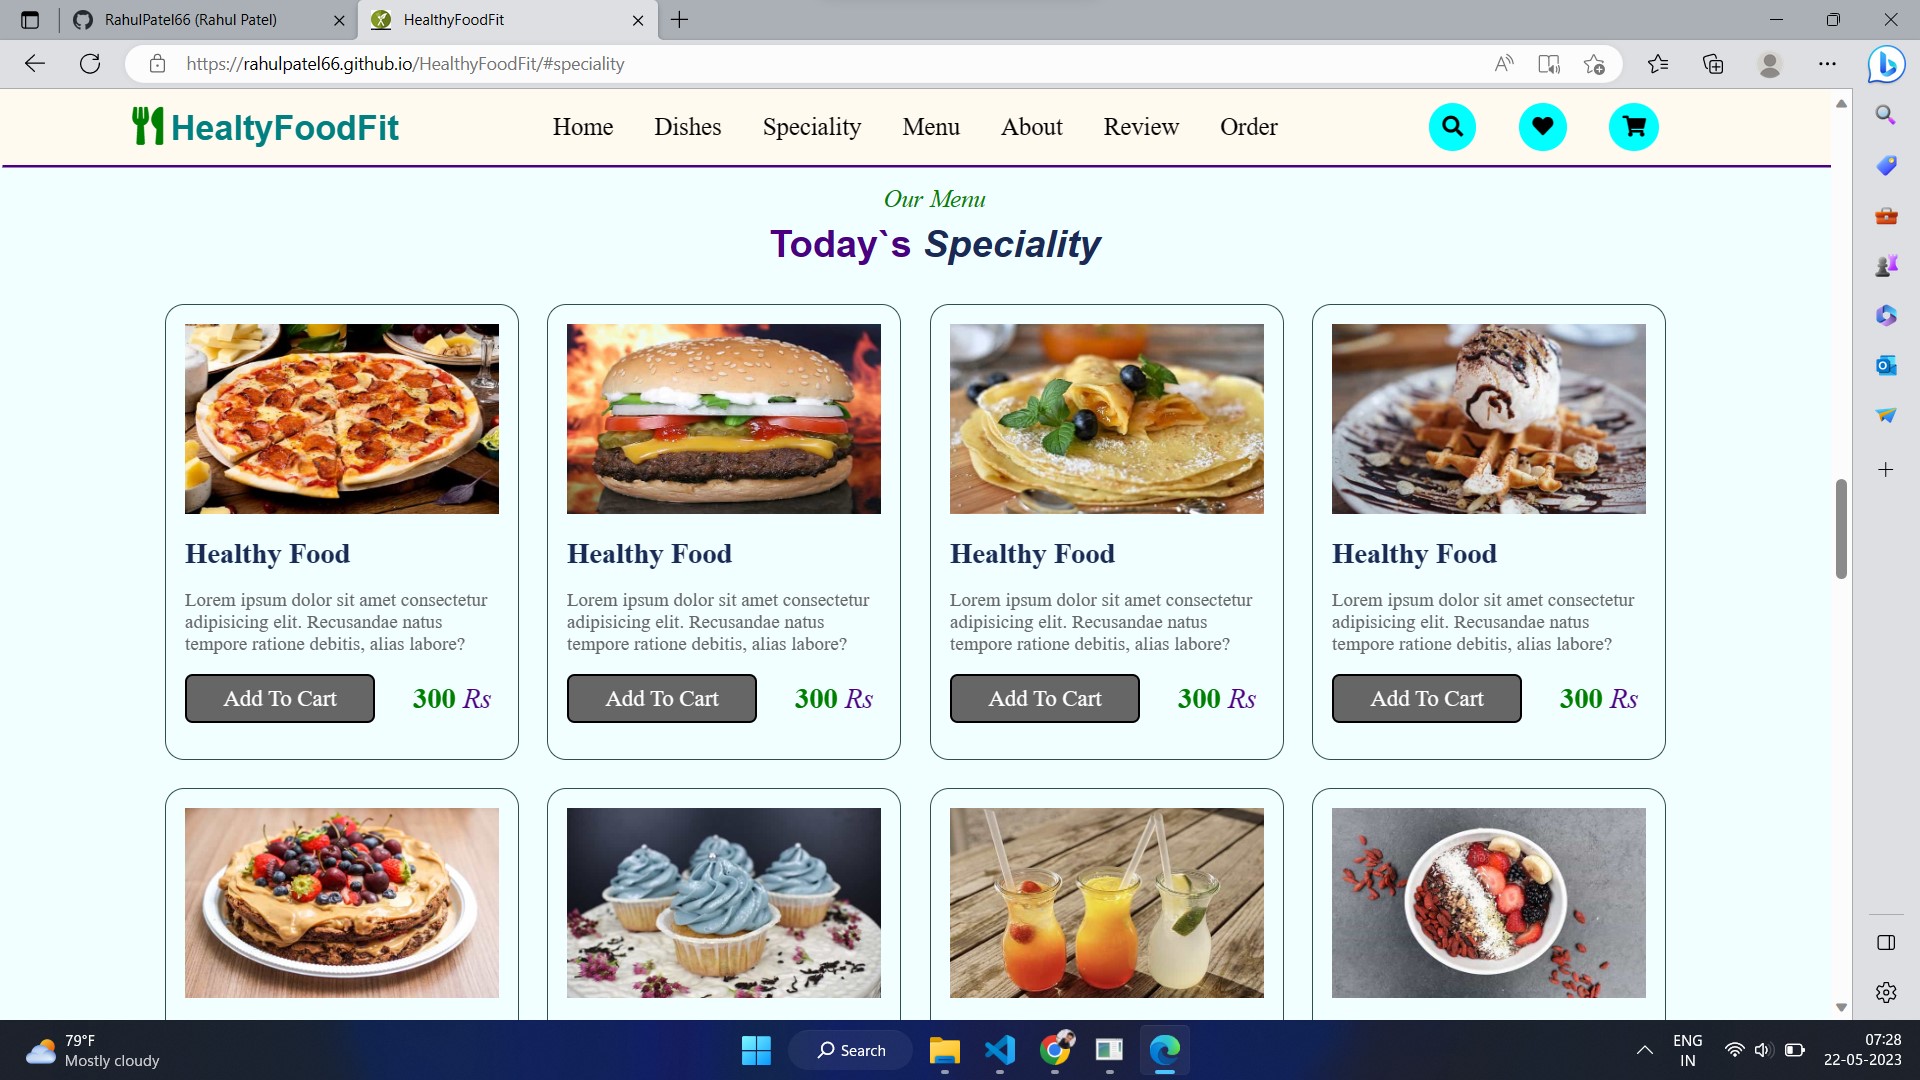 RahulPatel66 (Rahul Patel)
HealthyFoodFit
https://rahulpatel66.github.io/HealthyFoodFit/#speciality
HealtyFoodFit
Home Dishes Speciality Menu About Review Order
Our Menu
Today`s Speciality
Healthy Food
Lorem ipsum dolor sit amet consectetur
adipisicing elit. Recusandae natus
tempore ratione debitis, alias labore?
Add To Cart 300 Rs
Healthy Food
Lorem ipsum dolor sit amet consectetur
adipisicing elit. Recusandae natus
tempore ratione debitis, alias labore?
Add To Cart 300 Rs
Healthy Food
Lorem ipsum dolor sit amet consectetur
adipisicing elit. Recusandae natus
tempore ratione debitis, alias labore?
Add To Cart 300 Rs
Healthy Food
Lorem ipsum dolor sit amet consectetur
adipisicing elit. Recusandae natus
tempore ratione debitis, alias labore?
Add To Cart 300 Rs
79°F
Mostly cloudy
Search
ENG
IN
07:28
22-05-2023